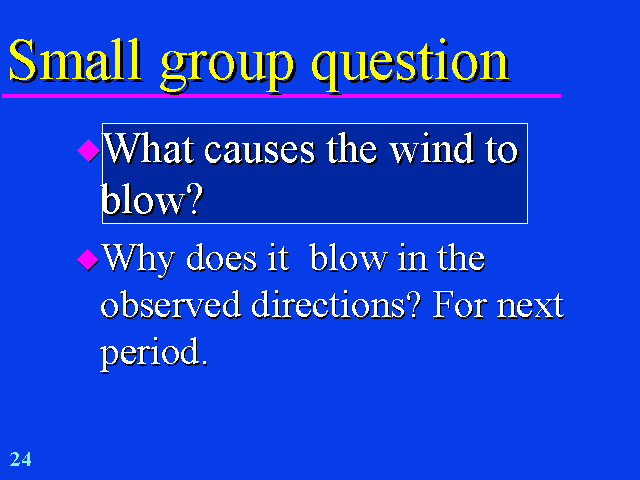 Small group question
What causes the wind to
blow?
Why does it  blow in the
observed directions? For next
period.
24